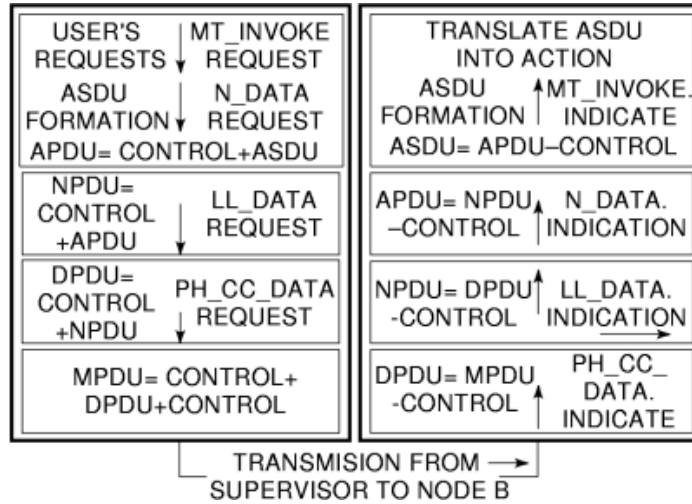 USER'S
REQUESTS
MT_INVOKE
REQUEST
ASDU
FORMATION
N_DATA
REQUEST
APDU= CONTROL+ASDU
NPDU=
CONTROL
+APDU
LL_DATA
REQUEST
DPDU=
CONTROL
+NPDU
PH_CC_DATA
REQUEST
MPDU= CONTROL+
DPDU+CONTROL
TRANSLATE ASDU
INTO ACTION
ASDU
FORMATION
MT_INVOKE.
INDICATE
ASDU= APDU–CONTROL
APDU= NPDU
–CONTROL
N_DATA.
INDICATION
NPDU= DPDU
-CONTROL
LL_DATA.
INDICATION
DPDU= MPDU
-CONTROL
PH_CC_
DATA.
INDICATE
TRANSMISION FROM
SUPERVISOR TO NODE B